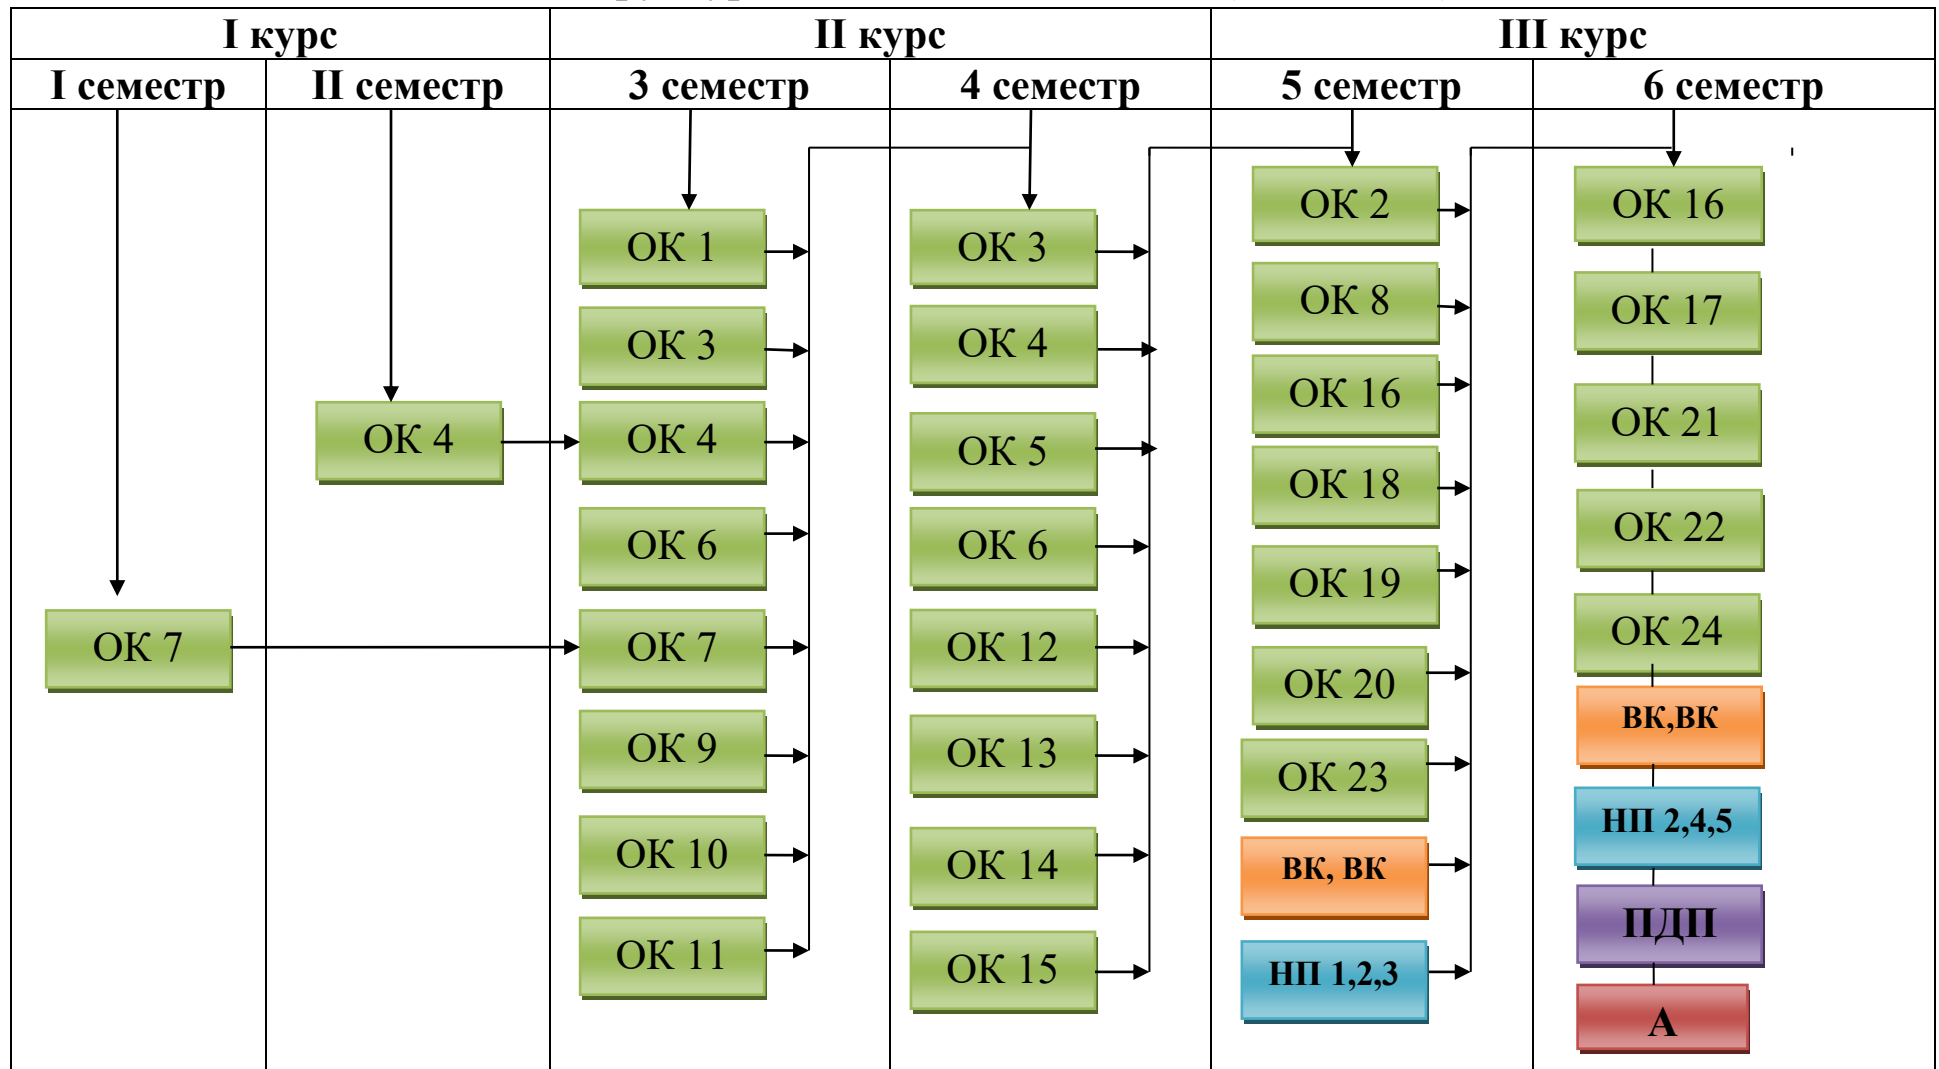 I курс
II курс
III курс
I семестр
II семестр
3 семестр
4 семестр
5 семестр
6 семестр
ОК 7
ОК 4
ОК 1
ОК 3
ОК 4
ОК 6
ОК 7
ОК 9
ОК 10
ОК 11
ОК 3
ОК 4
ОК 5
ОК 6
ОК 12
ОК 13
ОК 14
ОК 15
ОК 2
ОК 8
ОК 16
ОК 18
ОК 19
ОК 20
ОК 23
ВК, ВК
НП 1,2,3
ОК 16
ОК 17
ОК 21
ОК 22
ОК 24
ВК,ВК
НП 2,4,5
ПДП
А